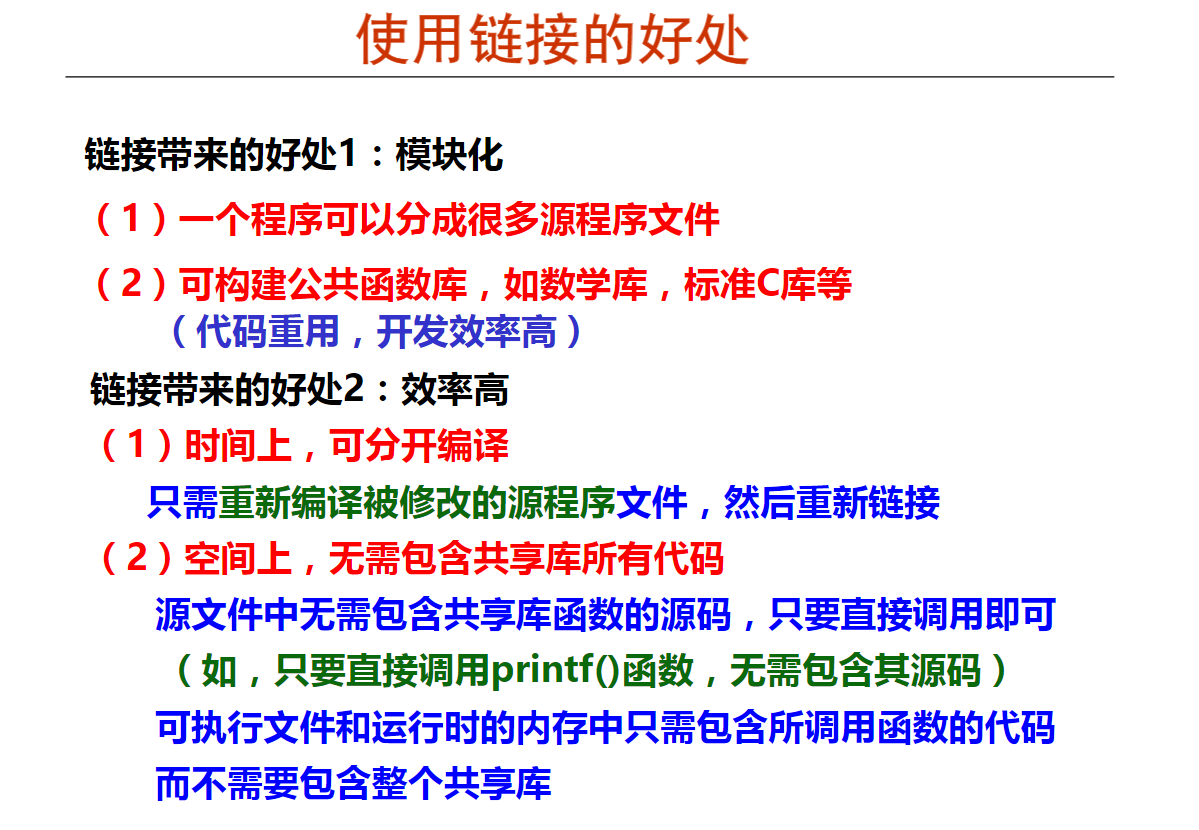 使用链接的好处
链接带来的好处1：模块化
（1）一个程序可以分成很多源程序文件
（2）可构建公共函数库，如数学库，标准C库等
（代码重用，开发效率高）
链接带来的好处2：效率高
（1）时间上，可分开编译
只需重新编译被修改的源程序文件，然后重新链接
（2）空间上，无需包含共享库所有代码
源文件中无需包含共享库函数的源码，只要直接调用即可
（如，只要直接调用printf()函数，无需包含其源码）
可执行文件和运行时的内存中只需包含所调用函数的代码
而不需要包含整个共享库